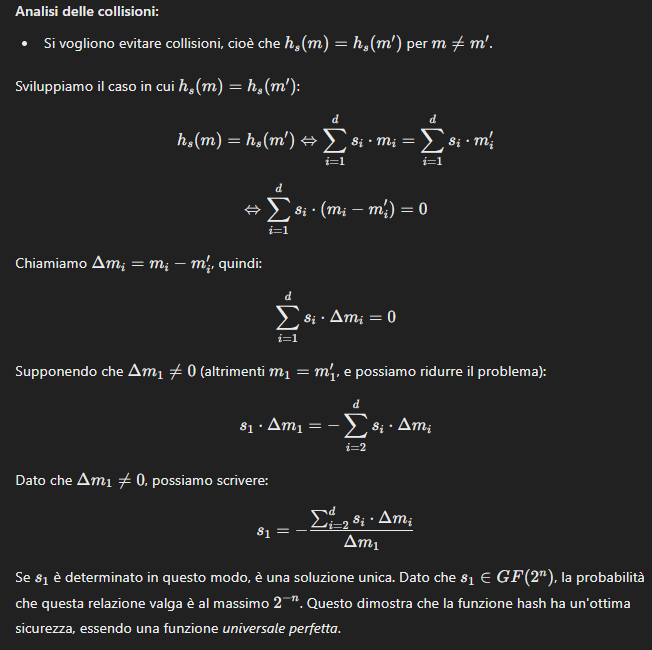 Analisi delle collisioni:
• Si vogliono evitare collisioni, cioè che $h_s(m) = h_s(m')$ per $m \neq m'$.
Sviluppiamo il caso in cui $h_s(m) = h_s(m')$:
$h_s(m) = h_s(m') \Leftrightarrow \sum_{i=1}^{d} s_i \cdot m_i = \sum_{i=1}^{d} s_i \cdot m'_i$
$\Leftrightarrow \sum_{i=1}^{d} s_i \cdot (m_i - m'_i) = 0$
Chiamiamo $\Delta m_i = m_i - m'_i$, quindi:
$\sum_{i=1}^{d} s_i \cdot \Delta m_i = 0$
Supponendo che $\Delta m_1 \neq 0$ (altrimenti $m_1 = m'_1$, e possiamo ridurre il problema):
$s_1 \cdot \Delta m_1 = -\sum_{i=2}^{d} s_i \cdot \Delta m_i$
Dato che $\Delta m_1 \neq 0$, possiamo scrivere:
$s_1 = -\frac{\sum_{i=2}^{d} s_i \cdot \Delta m_i}{\Delta m_1}$
Se $s_1$ è determinato in questo modo, è una soluzione unica. Dato che $s_1 \in GF(2^n)$, la probabilità
che questa relazione valga è al massimo $2^{-n}$. Questo dimostra che la funzione hash ha un'ottima
sicurezza, essendo una funzione universale perfetta.